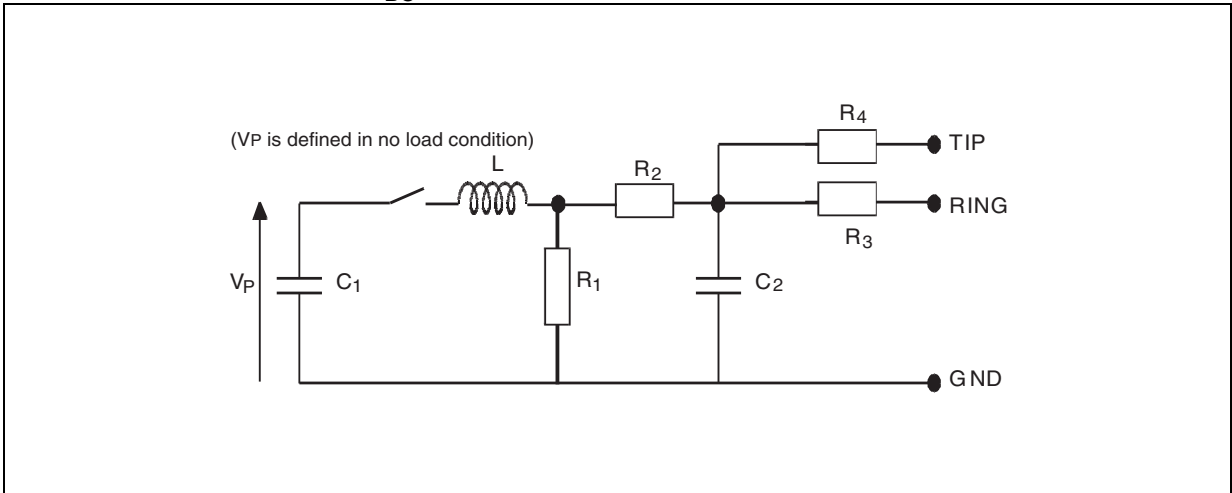 (VP is defined in no load condition)
L
R2
R4
TIP
RING
R3
VP
C1
R1
C2
GND